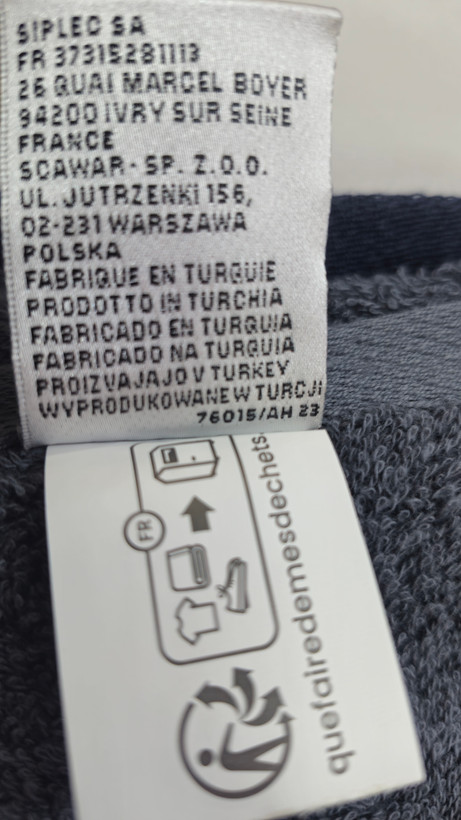 SIPLEC SA
FR 37315281113
26 QUAI MARCEL BOYER
94200 IVRY SUR SEINE
FRANCE
SCAWAR - SP. Z.O.O.
UL. JUTRZENKI 156,
02-231 WARSZAWA
POLSKA
FABRIQUE EN TURQUIE
PRODOTTO IN TURCHIA
FABRICADO EN TURQUIA
FABRICADO NA TURQUIA
PROIZVAJAJO V TURKEY
WYPRODUKOWANE W TURCJI
76015/AH 23
FR
quefairedemesdechets.